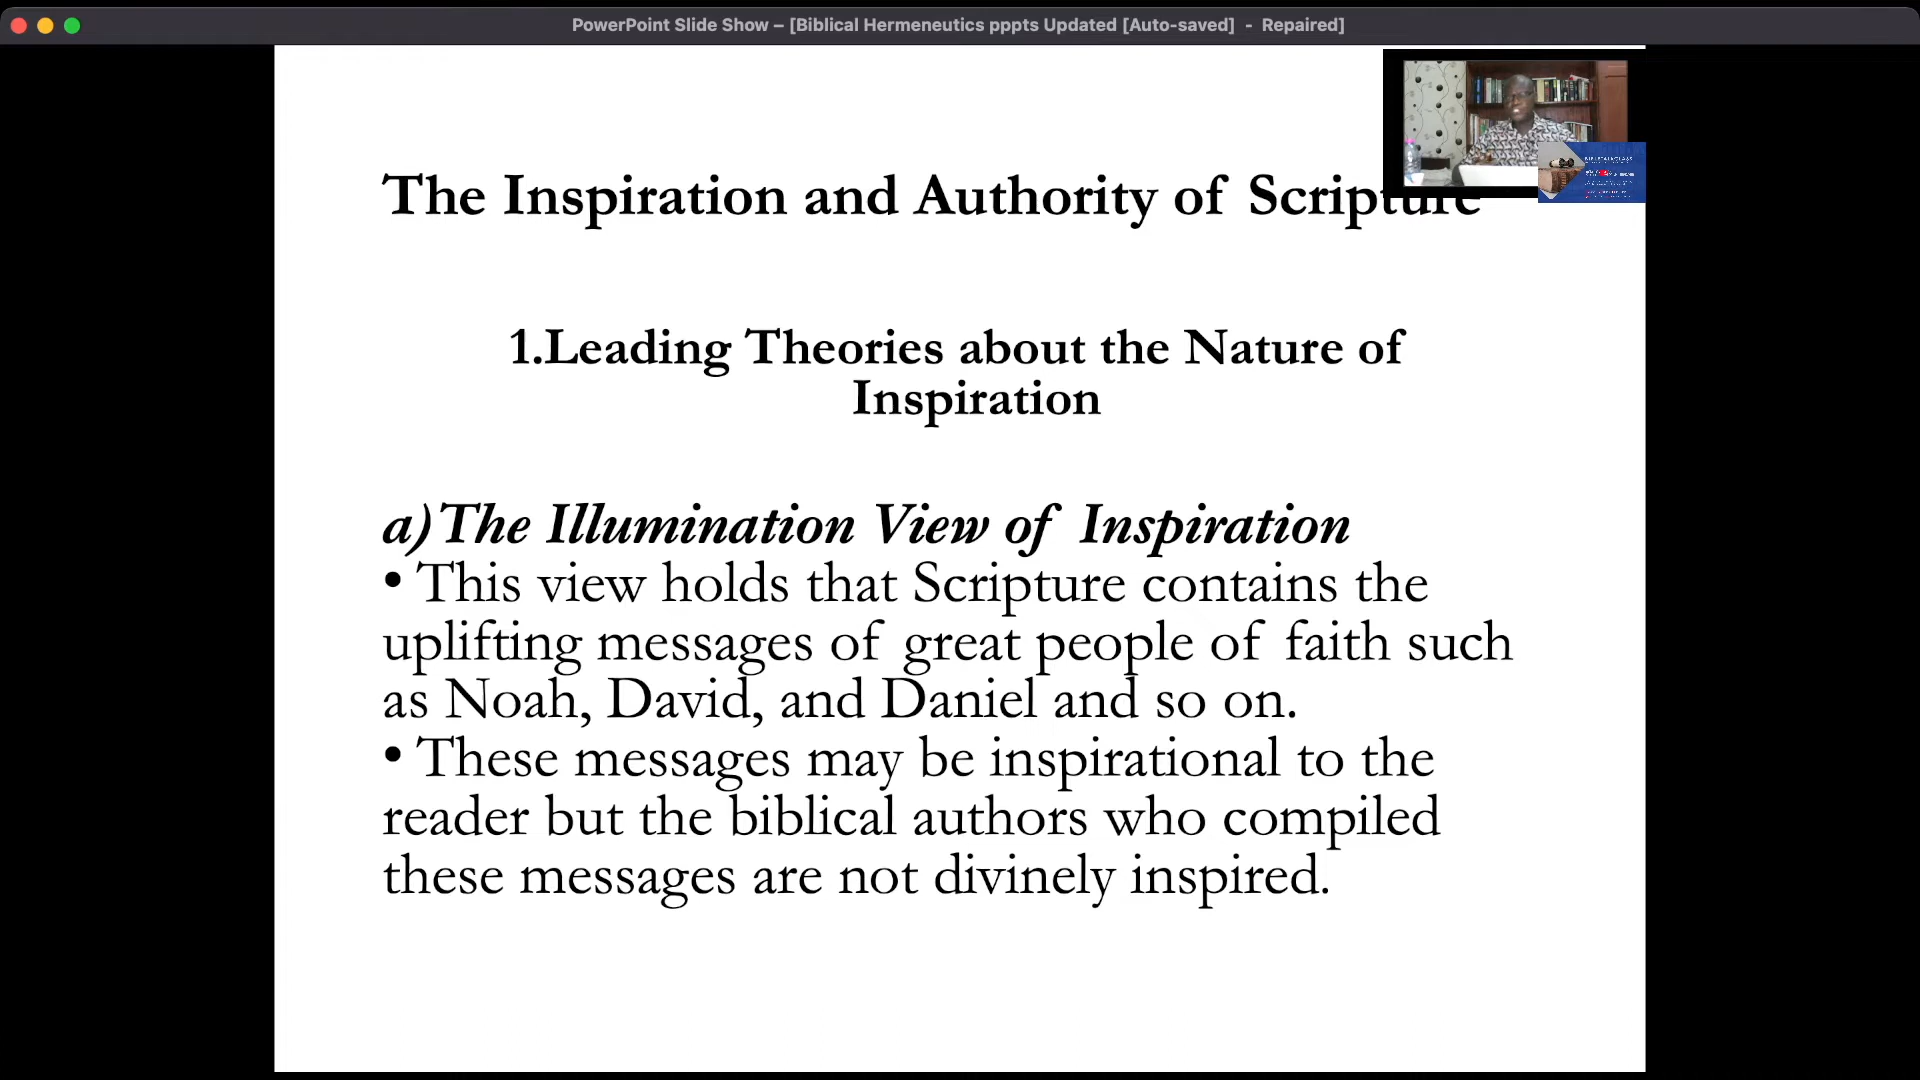 PowerPoint Slide Show – [Biblical Hermeneutics pppts Updated [Auto-saved] - Repaired]
The Inspiration and Authority of Scripture
1.Leading Theories about the Nature of
Inspiration
a)The Illumination View of Inspiration
• This view holds that Scripture contains the
uplifting messages of great people of faith such
as Noah, David, and Daniel and so on.
• These messages may be inspirational to the
reader but the biblical authors who compiled
these messages are not divinely inspired.